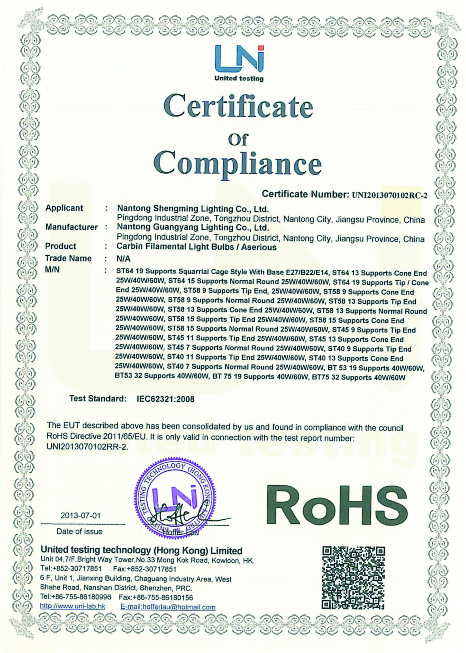 UNi
United testing
Certificate
Of
Compliance
Certificate Number: UNI2013070102RC-2
Applicant : Nantong Shengming Lighting Co., Ltd.
Pingdong Industrial Zone, Tongzhou District, Nantong City, Jiangsu Province, China
Manufacturer : Nantong Guangyang Lighting Co., Ltd.
Pingdong Industrial Zone, Tongzhou District, Nantong City, Jiangsu Province, China
Product : Carbin Filamental Light Bulbs / Aserious
Trade Name : N/A
M/N : ST64 19 Supports Squarrial Cage Style With Base E27/B22/E14, ST64 13 Supports Cone End
25W/40W/60W, ST64 15 Supports Normal Round 25W/40W/60W, ST64 19 Supports Tip / Cone
End 25W/40W/60W, ST58 9 Supports Tip End, 25W/40W/60W, ST58 9 Supports Cone End
25W/40W/60W, ST58 9 Supports Normal Round 25W/40W/60W, ST58 13 Supports Tip End
25W/40W/60W, ST58 13 Supports Cone End 25W/40W/60W, ST58 13 Supports Normal Round
25W/40W/60W, ST58 15 Supports Tip End 25W/40W/60W, ST58 15 Supports Cone End
25W/40W/60W, ST58 15 Supports Normal Round 25W/40W/60W, ST45 9 Supports Tip End
25W/40W/60W, ST45 11 Supports Tip End 25W/40W/60W, ST45 13 Supports Cone End
25W/40W/60W, ST45 7 Supports Normal Round 25W/40W/60W, ST40 9 Supports Tip End
25W/40W/60W, ST40 11 Supports Tip End 25W/40W/60W, ST40 13 Supports Cone End
25W/40W/60W, ST40 7 Supports Normal Round 25W/40W/60W, BT 53 19 Supports 40W/60W,
BT53 32 Supports 40W/60W, BT 75 19 Supports 40W/60W, BT75 32 Supports 40W/60W
Test Standard: IEC62321:2008
The EUT described above has been consolidated by us and found in compliance with the council
RoHS Directive 2011/65/EU. It is only valid in connection with the test report number:
UNI2013070102RR-2.
TESTING TECHNOLOGY (HONG KONG)
UNi
RoHS
2013-07-01
Hoffer Lau
Date of issue
United testing technology (Hong Kong) Limited
Unit 04,7/F,Bright Way Tower,No.33 Mong Kok Road, Kowloon, HK.
Tel:+852-30717851 Fax:+852-30717851
6 F, Unit 1, Jianxing Building, Chaguang Industry Area, West
Shahe Road, Nanshan District, Shenzhen, PRC.
Tel:+86-755-86180998 Fax:+86-755-86180156
http://www.uni-lab.hk E-mail:hofferlau@hotmail.com